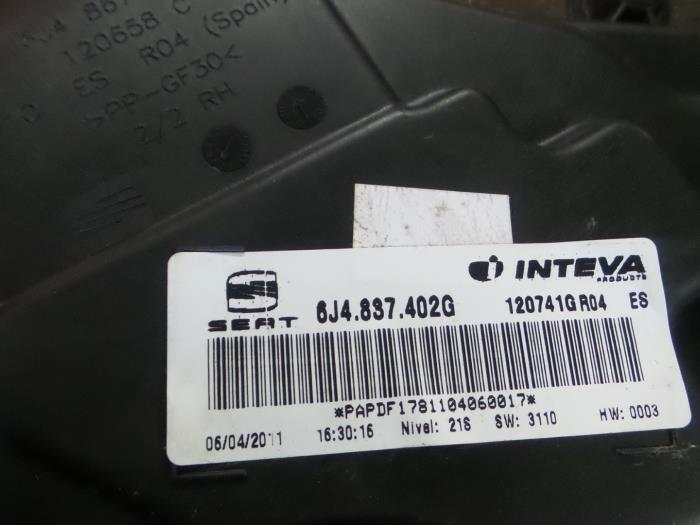 120658 C
ES R04 (Spain)
>PP-GF30<
2/2 RH
INTEVA
PRODUCTS
SEAT
6J4.837.402G
120741G R04 ES
*PAPDF1781104060017*
06/04/2011 16:30:16 Nivel: 21S SW: 3110 HW: 0003